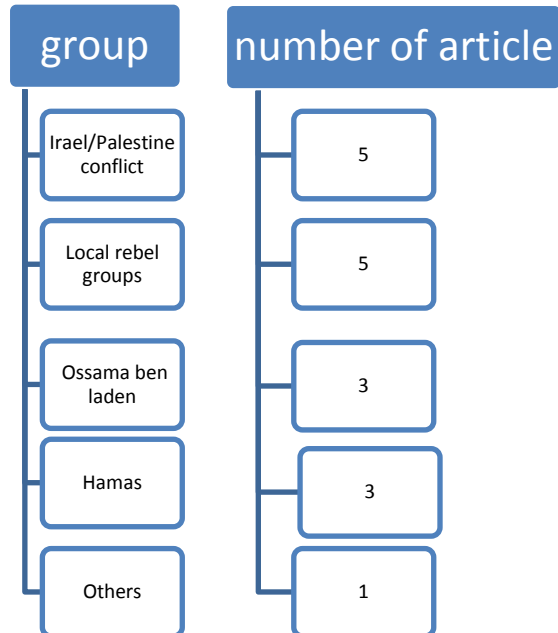 group
number of article
Irael/Palestine
conflict
5
Local rebel
groups
5
Ossama ben
laden
3
Hamas
3
Others
1